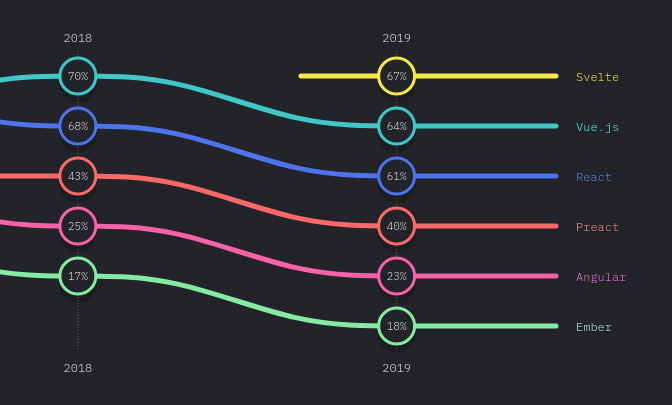 2018 2019
70% 67% Svelte
68% 64% Vue.js
43% 61% React
25% 40% Preact
17% 23% Angular
18% Ember
2018 2019